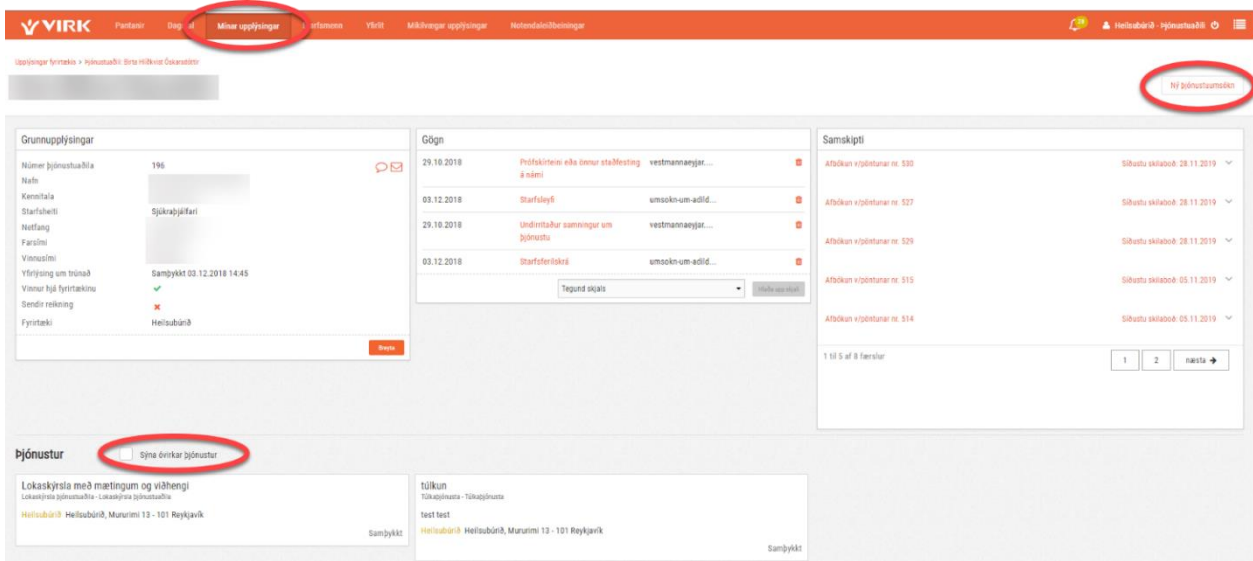 VIRK Pantanir Mínar upplýsingar Yfirlit Mikilvægar upplýsingar Notendaleiðbeiningar Heilsubúrið - Þjónustuaðili
Ný þjónustuumsókn
Grunnupplýsingar
Númer þjónustuaðila 196
Nafn
Kennitala
Starfsheiti Sjúkraþjálfari
Netfang
Farsími
Vinnusími
Yfirlýsing um trúnað Samþykkt 03.12.2018 14:45
Vinnur hjá fyrirtækinu
Sendir reikning
Fyrirtæki Heilsubúrið
Breyta
Gögn
29.10.2018 Prófskírteini eða önnur staðfesting vestmannaeyjar....
á námi
03.12.2018 Starfsleyfi umsokn-um-adild...
29.10.2018 Undirritaður samningur um vestmannaeyjar....
þjónustu
03.12.2018 Starfsferilskrá umsokn-um-adild...
Tegund skjals
Samskipti
Afbókun v/pöntunar nr. 530 Síðustu skilaboð: 28.11.2019
Afbókun v/pöntunar nr. 527 Síðustu skilaboð: 28.11.2019
Afbókun v/pöntunar nr. 529 Síðustu skilaboð: 28.11.2019
Afbókun v/pöntunar nr. 515 Síðustu skilaboð: 05.11.2019
Afbókun v/pöntunar nr. 514 Síðustu skilaboð: 05.11.2019
1 til 5 af 8 færslur 1 2 næsta →
Þjónustur Sýna óvirkar þjónustur
Lokaskýrsla með mætingum og viðhengi
Lokaskýrsla þjónustuaðila - Lokaskýrsla þjónustuaðila
Heilsubúrið Heilsubúrið, Mururimi 13 - 101 Reykjavík
Samþykkt
túlkun
Túlkaþjónusta - Túlkaþjónusta
test test
Heilsubúrið Heilsubúrið, Mururimi 13 - 101 Reykjavík
Samþykkt